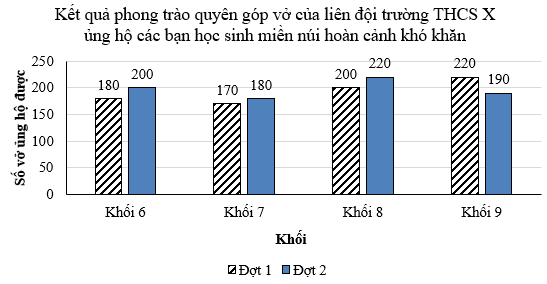 Kết quả phong trào quyên góp vở của liên đội trường THCS X
ủng hộ các bạn học sinh miền núi hoàn cảnh khó khăn
Số vở ủng hộ được
250
200
150
100
50
0
180 200
170 180
200 220
220 190
Khối 6 Khối 7 Khối 8 Khối 9
Khối
Đợt 1 Đợt 2